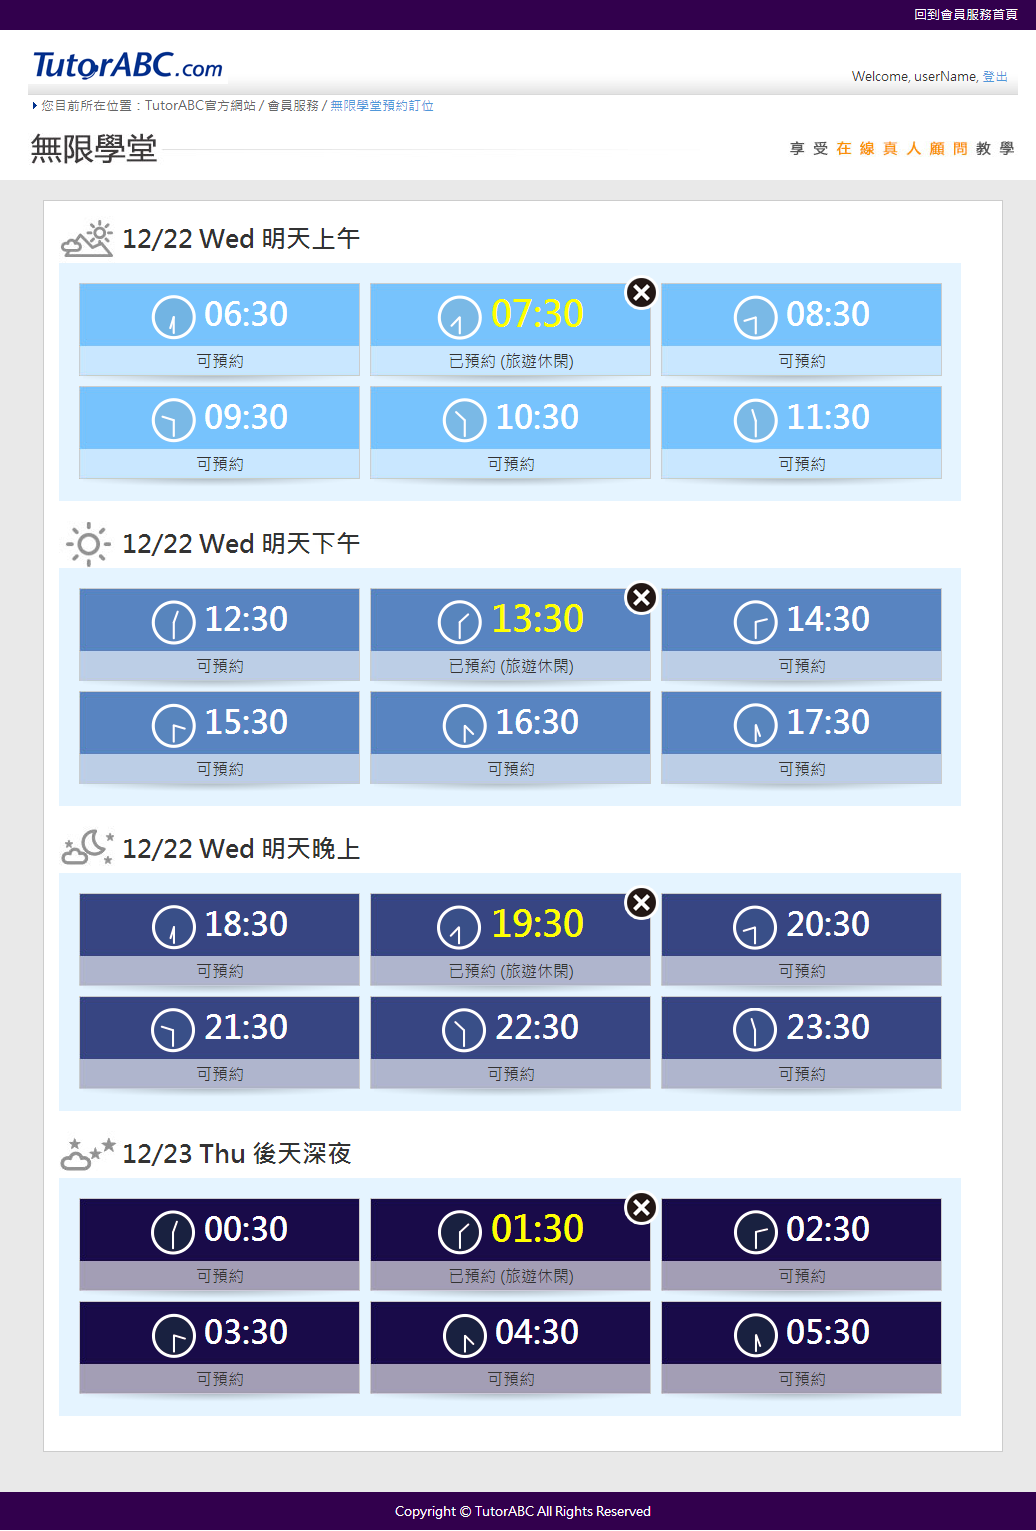 回到會員服務首頁
TutorABC.com
Welcome, userName, 登出
您目前所在位置：TutorABC官方網站 / 會員服務 / 無限學堂預約訂位
無限學堂
享受在線真人顧問教學
12/22 Wed 明天上午
06:30 07:30 08:30
可預約 已預約 (旅遊休閑) 可預約
09:30 10:30 11:30
可預約 可預約 可預約
12/22 Wed 明天下午
12:30 13:30 14:30
可預約 已預約 (旅遊休閑) 可預約
15:30 16:30 17:30
可預約 可預約 可預約
12/22 Wed 明天晚上
18:30 19:30 20:30
可預約 已預約 (旅遊休閑) 可預約
21:30 22:30 23:30
可預約 可預約 可預約
12/23 Thu 後天深夜
00:30 01:30 02:30
可預約 已預約 (旅遊休閑) 可預約
03:30 04:30 05:30
可預約 可預約 可預約
Copyright © TutorABC All Rights Reserved